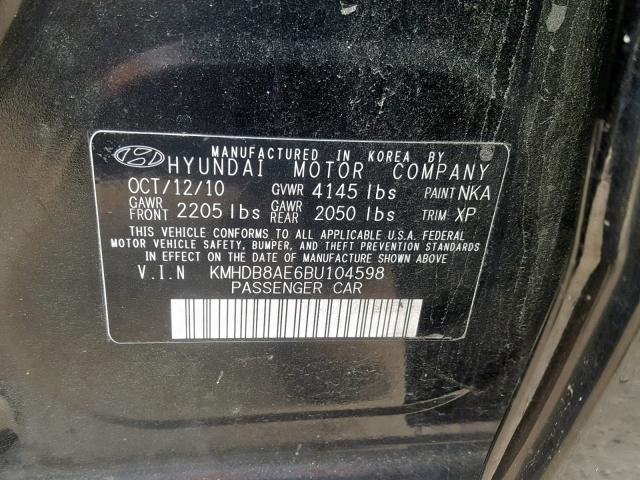 MANUFACTURED IN KOREA BY
HYUNDAI MOTOR COMPANY
OCT/12/10 GVWR 4145 lbs PAINT NKA
GAWR FRONT 2205 lbs GAWR REAR 2050 lbs TRIM XP
THIS VEHICLE CONFORMS TO ALL APPLICABLE U.S.A. FEDERAL
MOTOR VEHICLE SAFETY, BUMPER, AND THEFT PREVENTION STANDARDS
IN EFFECT ON THE DATE OF MANUFACTURE SHOWN ABOVE.
V.I.N KMHDB8AE6BU104598
PASSENGER CAR